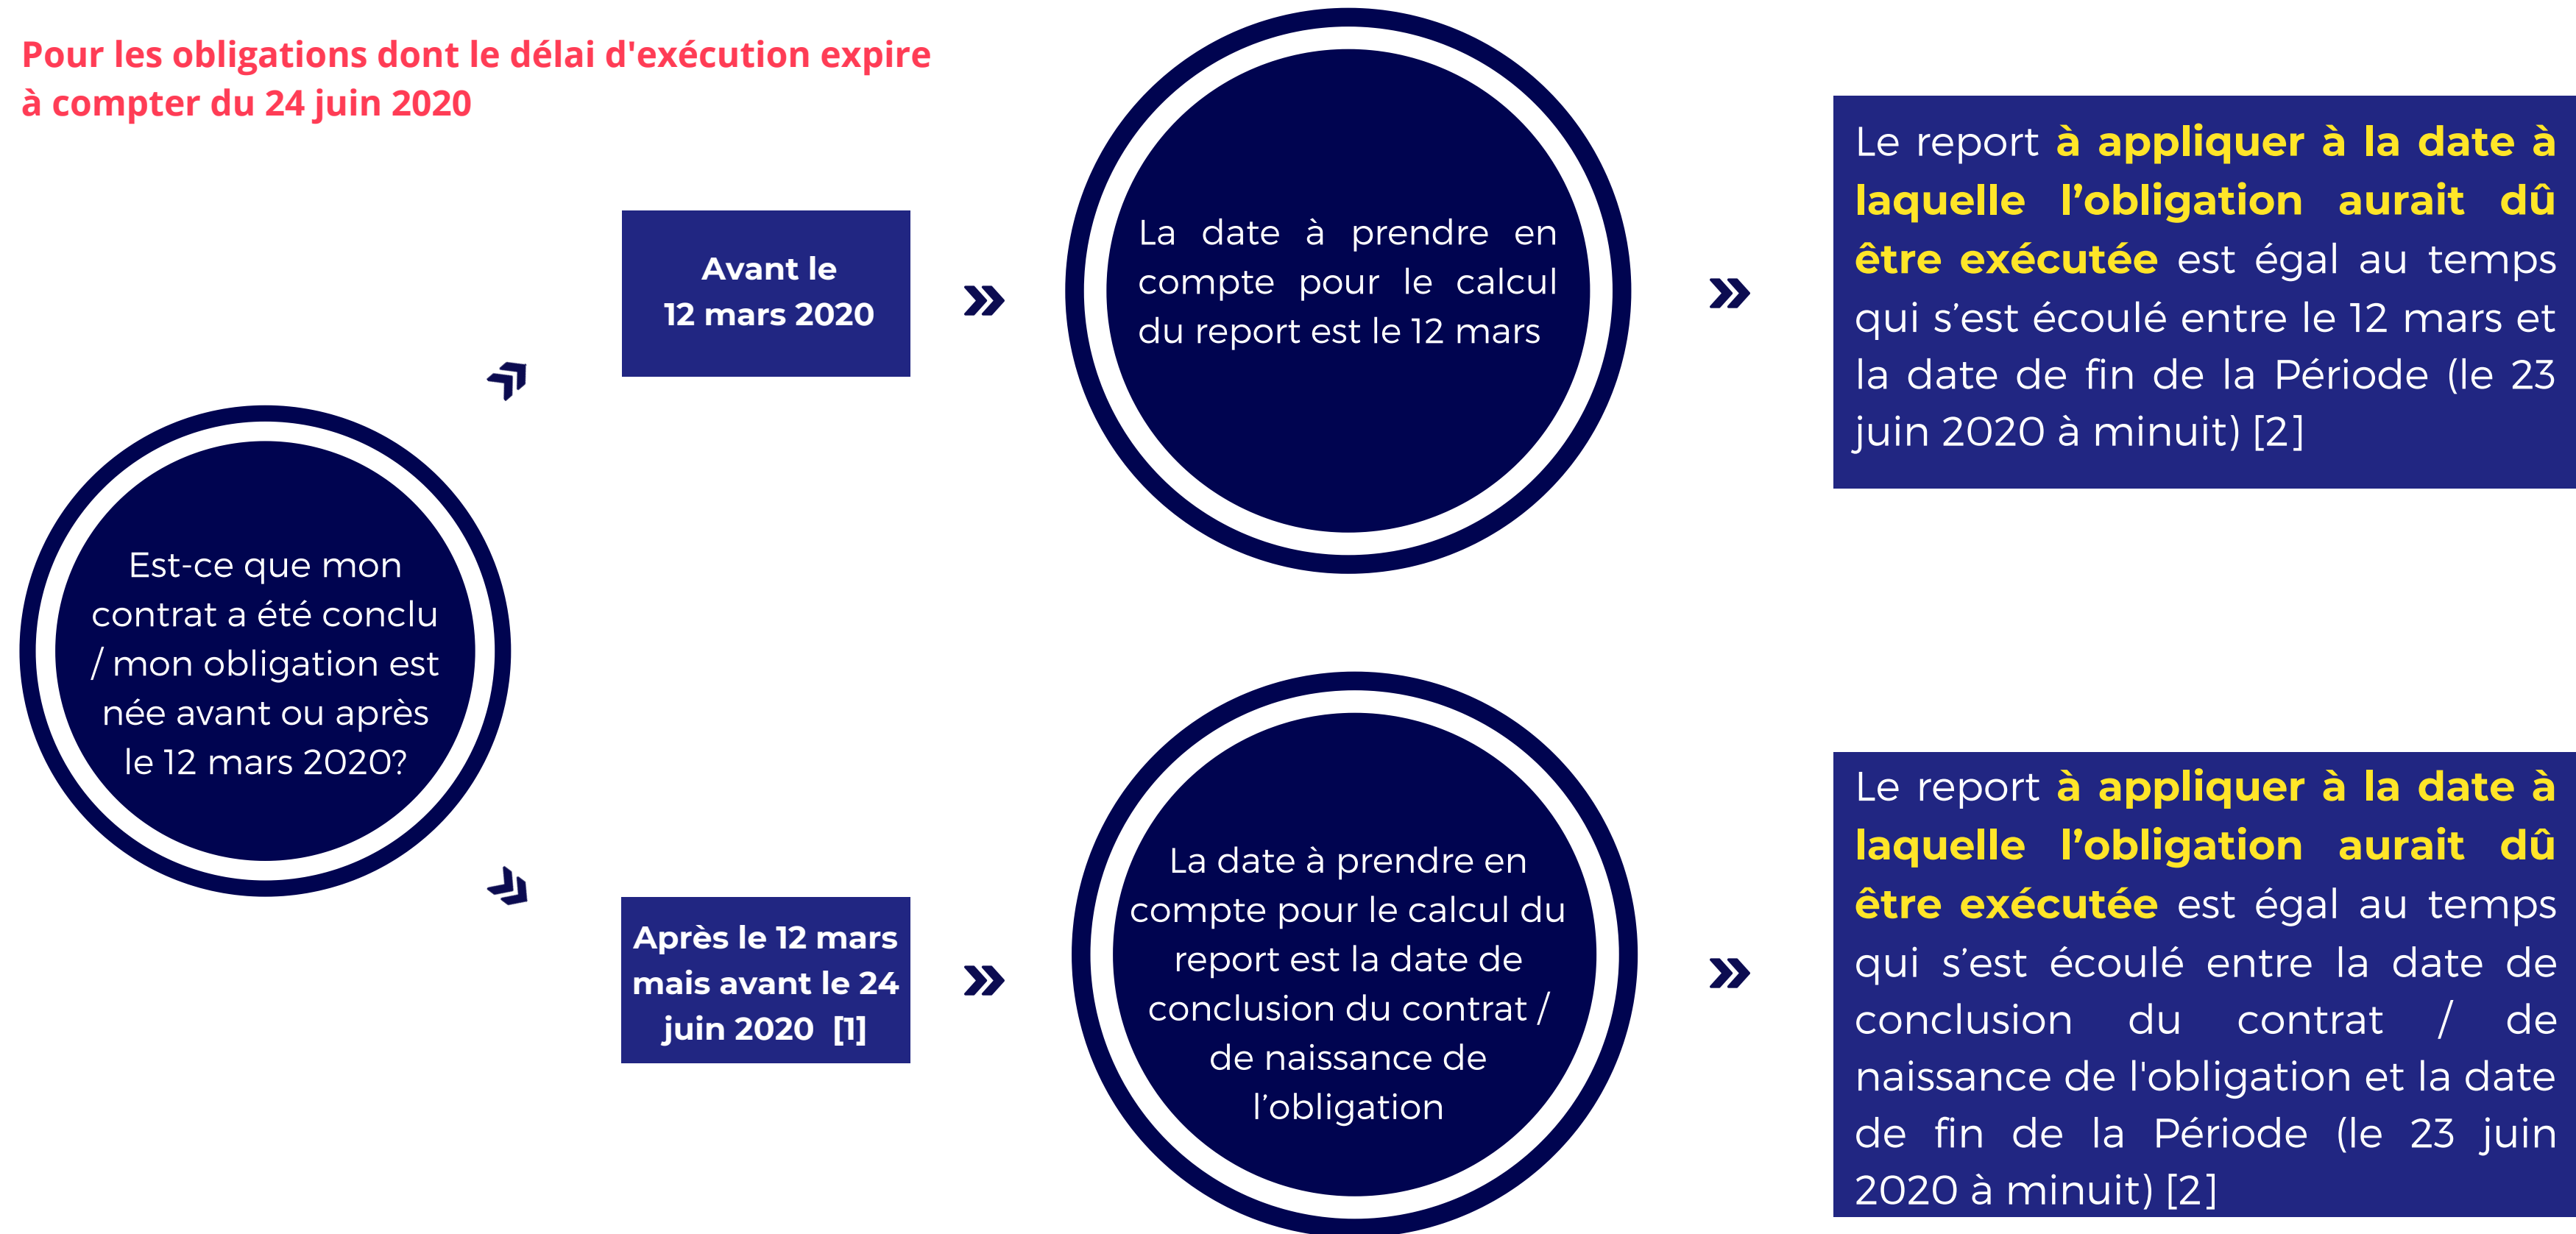 Pour les obligations dont le délai d'exécution expire
à compter du 24 juin 2020
Est-ce que mon
contrat a été conclu
/ mon obligation est
née avant ou après
le 12 mars 2020?
Avant le
12 mars 2020
La date à prendre en
compte pour le calcul
du report est le 12 mars
Le report à appliquer à la date à
laquelle l’obligation aurait dû
être exécutée est égal au temps
qui s’est écoulé entre le 12 mars et
la date de fin de la Période (le 23
juin 2020 à minuit) [2]
Après le 12 mars
mais avant le 24
juin 2020 [1]
La date à prendre en
compte pour le calcul du
report est la date de
conclusion du contrat /
de naissance de
l’obligation
Le report à appliquer à la date à
laquelle l’obligation aurait dû
être exécutée est égal au temps
qui s’est écoulé entre la date de
conclusion du contrat / de
naissance de l'obligation et la date
de fin de la Période (le 23 juin
2020 à minuit) [2]